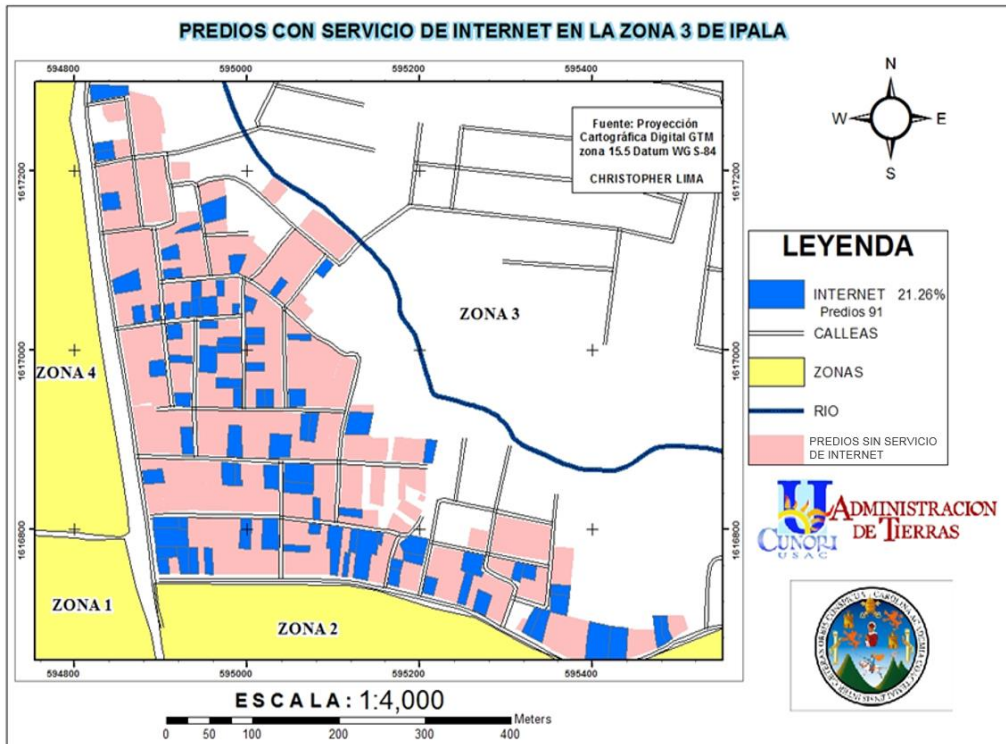 PREDIOS CON SERVICIO DE INTERNET EN LA ZONA 3 DE IPALA
594800 595000 595200 595400
Fuente: Proyección
Cartográfica Digital GTM
zona 15.5 Datum WGS-84
CHRISTOPHER LIMA
N
W E
S
1617200 1617200
LEYENDA
INTERNET 21.26%
Predios 91
CALLEAS
ZONAS
RIO
PREDIOS SIN SERVICIO
DE INTERNET
ZONA 3
1617000 1617000
ZONA 4
1616800 1616800
U ADMINISTRACION
DE TIERRAS
CUNORI
USAC
ZONA 1
ZONA 2
594800 595000 595200 595400
ESCALA: 1:4,000
Meters
0 50 100 200 300 400